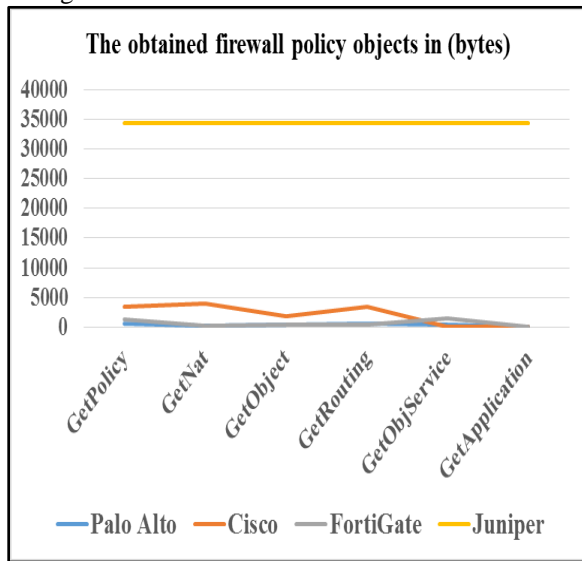 The obtained firewall policy objects in (bytes)
40000
35000
30000
25000
20000
15000
10000
5000
0
GetPolicy
GetNat
GetObject
GetRouting
GetObjService
GetApplication
Palo Alto Cisco FortiGate Juniper